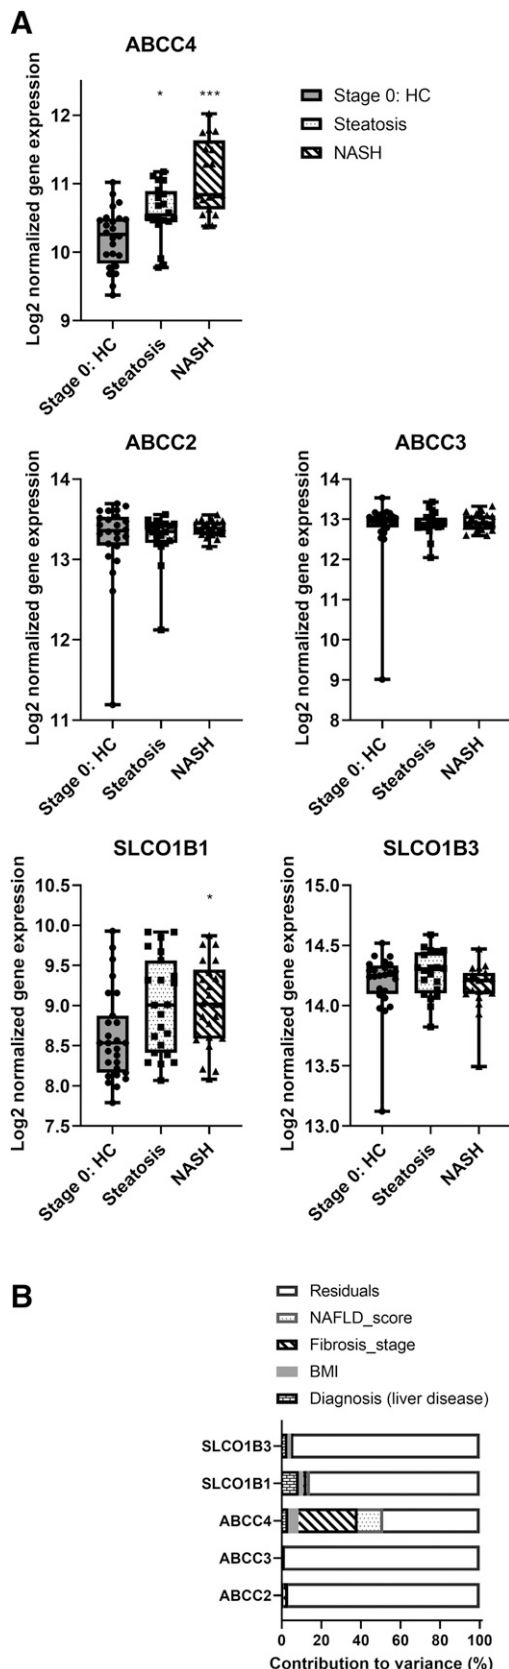 A
ABCC4
Log2 normalized gene expression
12
11
10
9
* ***
Stage 0: HC
Steatosis
NASH
Stage 0: HC
Steatosis
NASH
ABCC2
Log2 normalized gene expression
14
13
12
11
Stage 0: HC
Steatosis
NASH
ABCC3
Log2 normalized gene expression
14
13
12
11
10
9
8
Stage 0: HC
Steatosis
NASH
SLCO1B1
Log2 normalized gene expression
10.5
10.0
9.5
9.0
8.5
8.0
7.5
*
Stage 0: HC
Steatosis
NASH
SLCO1B3
Log2 normalized gene expression
15.0
14.5
14.0
13.5
13.0
Stage 0: HC
Steatosis
NASH
B
Residuals
NAFLD_score
Fibrosis_stage
BMI
Diagnosis (liver disease)
SLCO1B3
SLCO1B1
ABCC4
ABCC3
ABCC2
0 20 40 60 80 100
Contribution to variance (%)